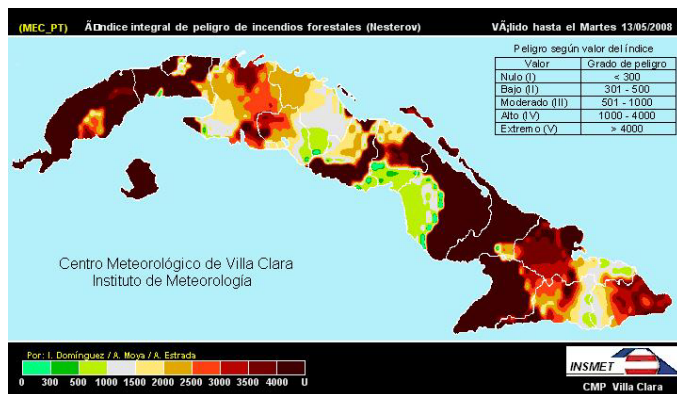 (MEC_PT) Ãndice integral de peligro de incendios forestales (Nesterov) VÃ¡lido hasta el Martes 13/05/2008
Peligro según valor del índice
Valor Grado de peligro
Nulo (I) < 300
Bajo (II) 301 - 500
Moderado (III) 501 - 1000
Alto (IV) 1000 - 4000
Extremo (V) > 4000
Centro Meteorológico de Villa Clara
Instituto de Meteorología
Por: I. Domínguez / A. Moya / A. Estrada
0 300 500 1000 1500 2000 2500 3000 3500 4000 U
INSMET
CMP Villa Clara